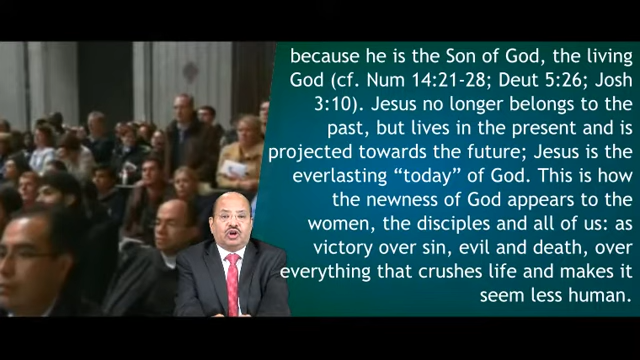 because he is the Son of God, the living
God (cf. Num 14:21-28; Deut 5:26; Josh
3:10). Jesus no longer belongs to the
past, but lives in the present and is
projected towards the future; Jesus is the
everlasting “today” of God. This is how
the newness of God appears to the
women, the disciples and all of us: as
victory over sin, evil and death, over
everything that crushes life and makes it
seem less human.